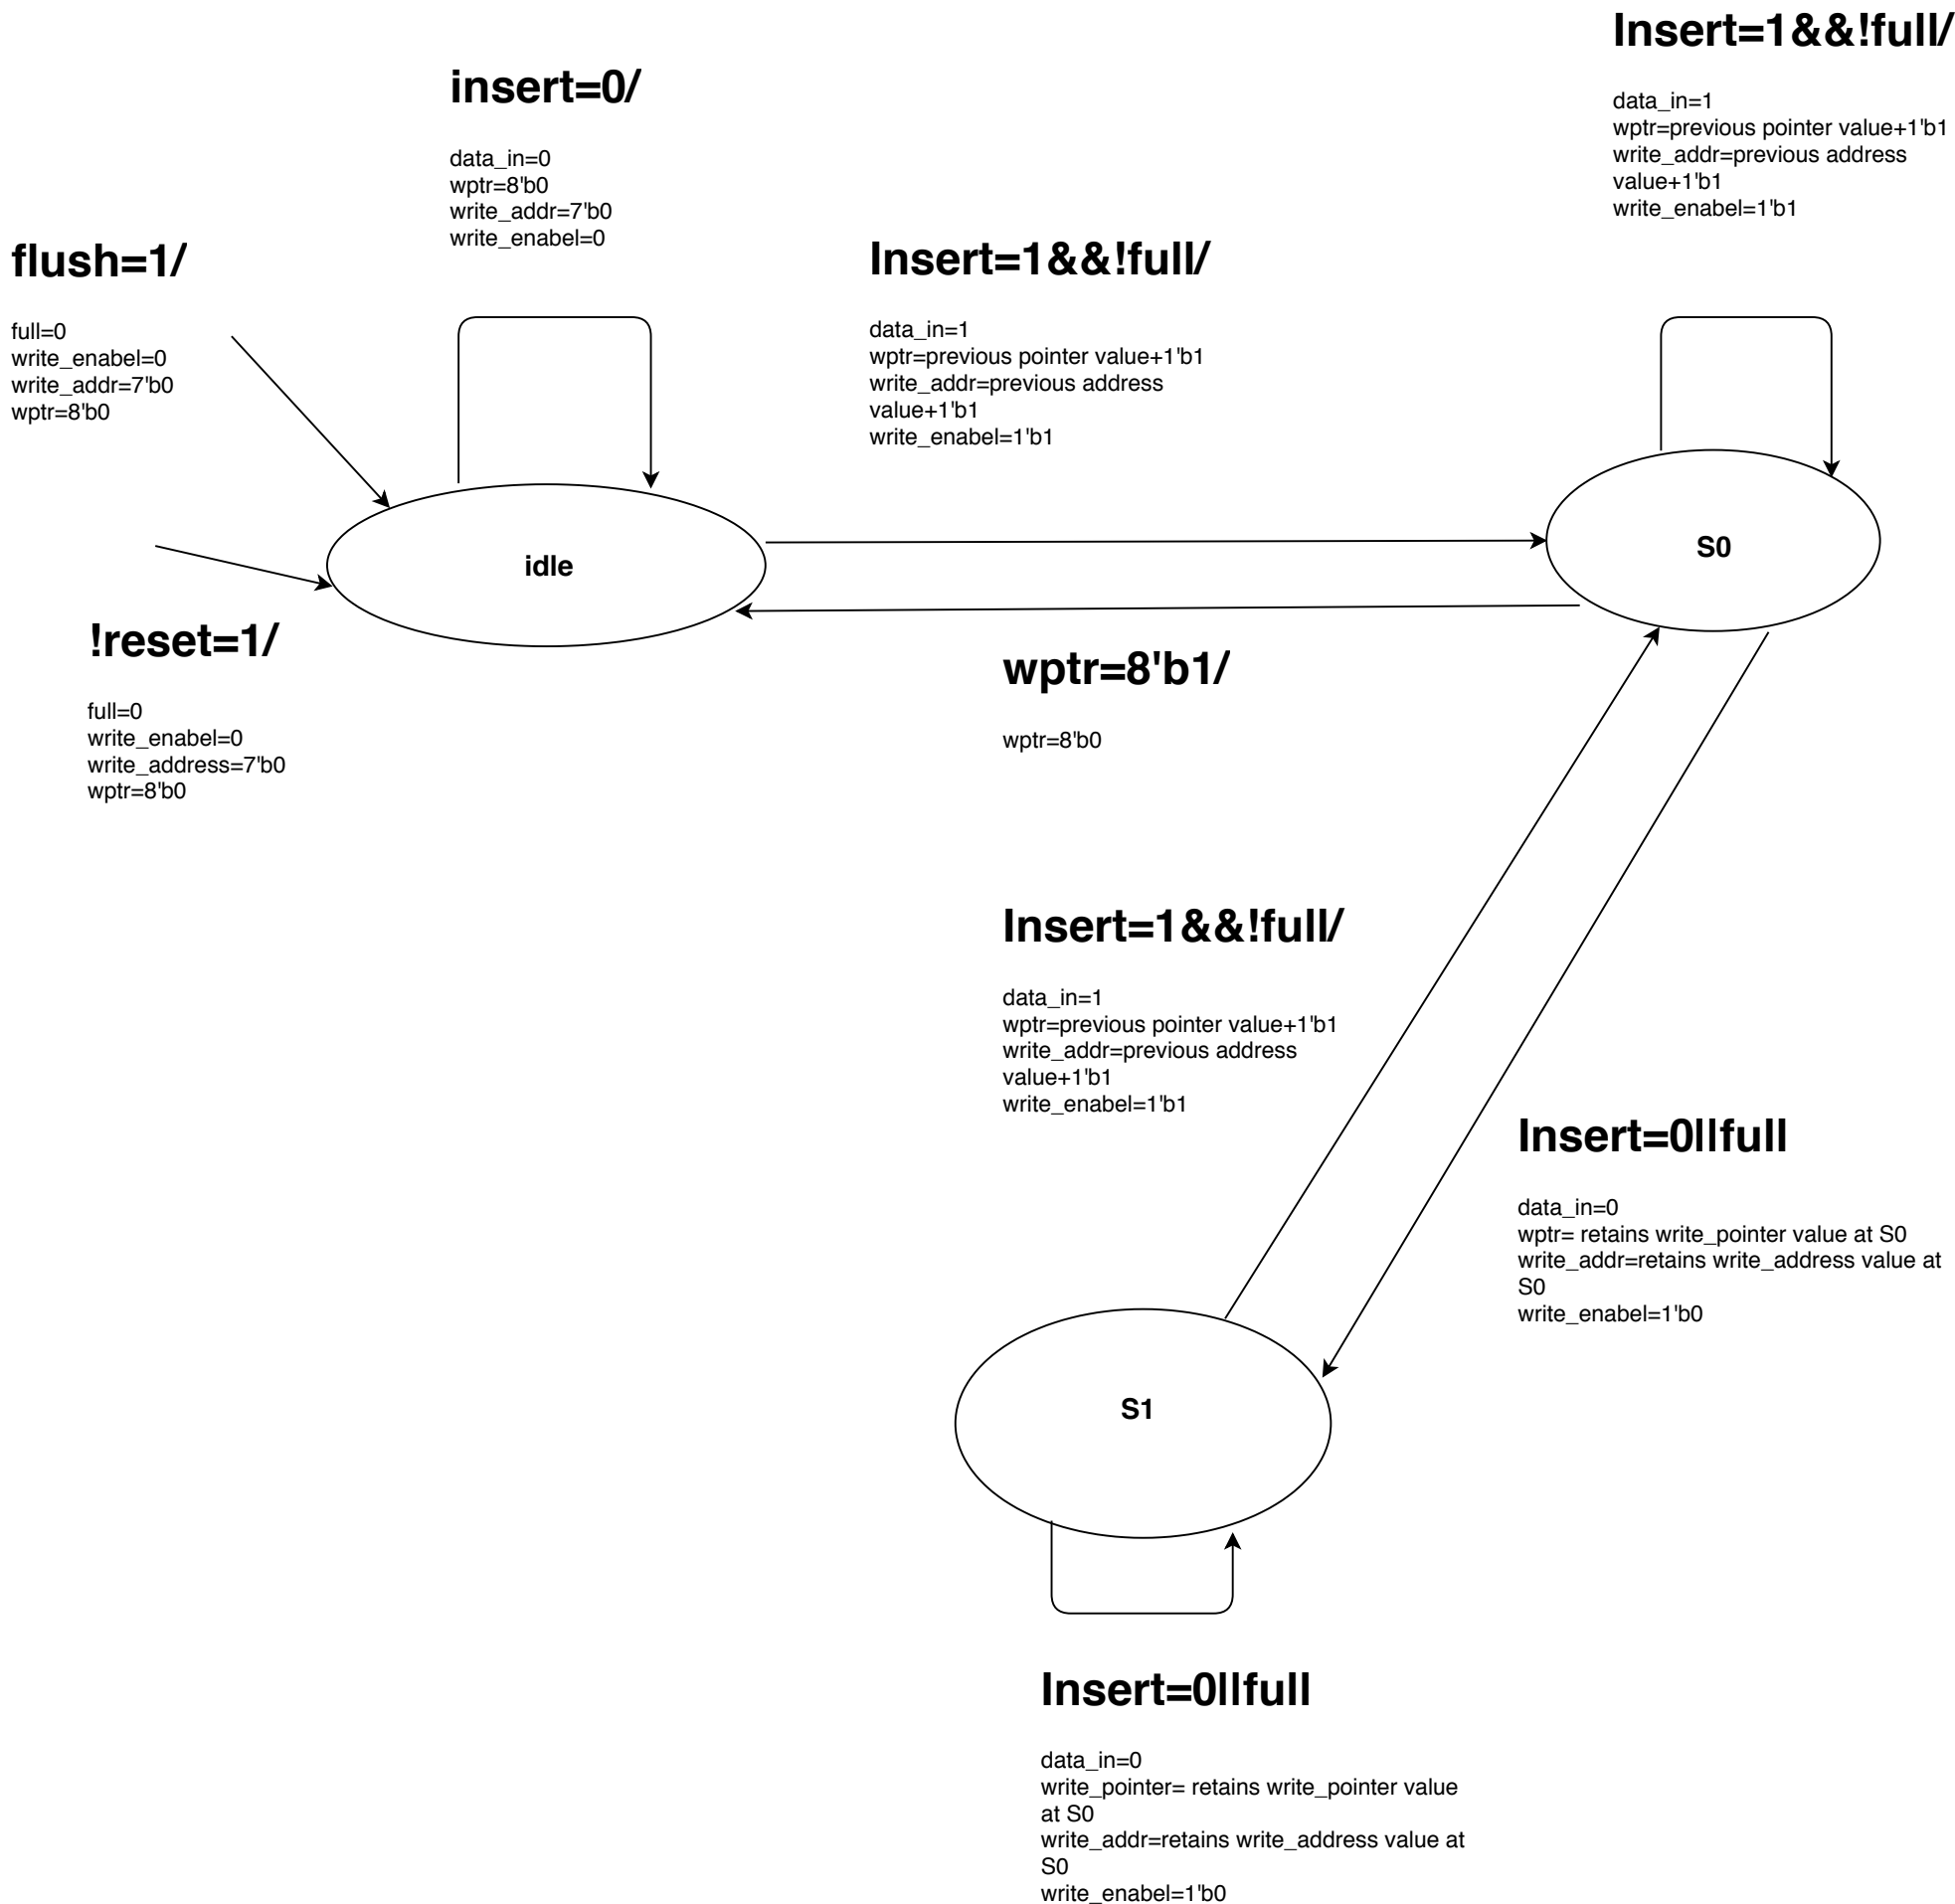 Insert=1&&!full/
data_in=1
wptr=previous pointer value+1'b1
write_addr=previous address
value+1'b1
write_enabel=1'b1
insert=0/
data_in=0
wptr=8'b0
write_addr=7'b0
write_enabel=0
flush=1/
full=0
write_enabel=0
write_addr=7'b0
wptr=8'b0
Insert=1&&!full/
data_in=1
wptr=previous pointer value+1'b1
write_addr=previous address
value+1'b1
write_enabel=1'b1
idle
S0
!reset=1/
full=0
write_enabel=0
write_address=7'b0
wptr=8'b0
wptr=8'b1/
wptr=8'b0
Insert=1&&!full/
data_in=1
wptr=previous pointer value+1'b1
write_addr=previous address
value+1'b1
write_enabel=1'b1
Insert=0llfull
data_in=0
wptr= retains write_pointer value at S0
write_addr=retains write_address value at
S0
write_enabel=1'b0
S1
Insert=0llfull
data_in=0
write_pointer= retains write_pointer value
at S0
write_addr=retains write_address value at
S0
write_enabel=1'b0